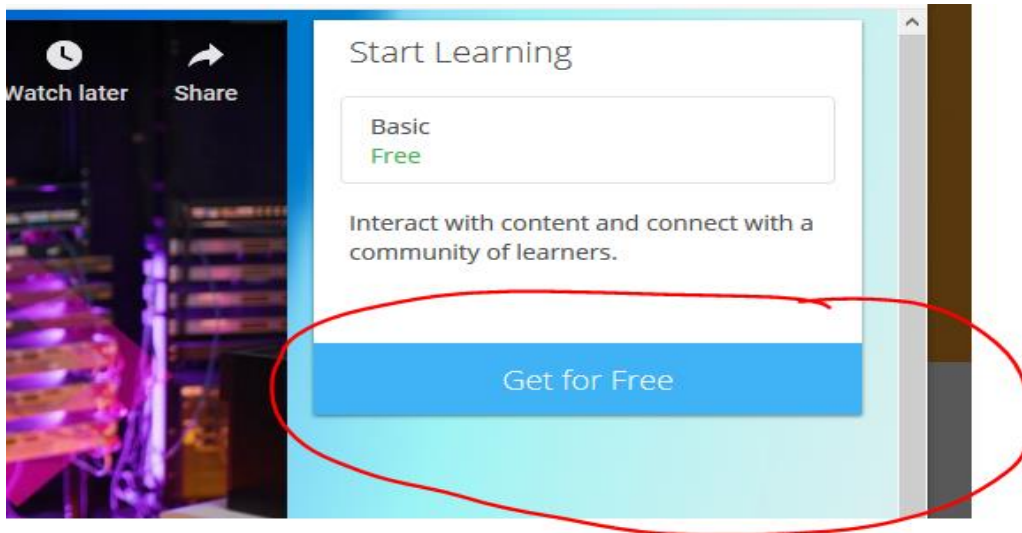 Watch later
Share
Start Learning
Basic
Free
Interact with content and connect with a
community of learners.
Get for Free